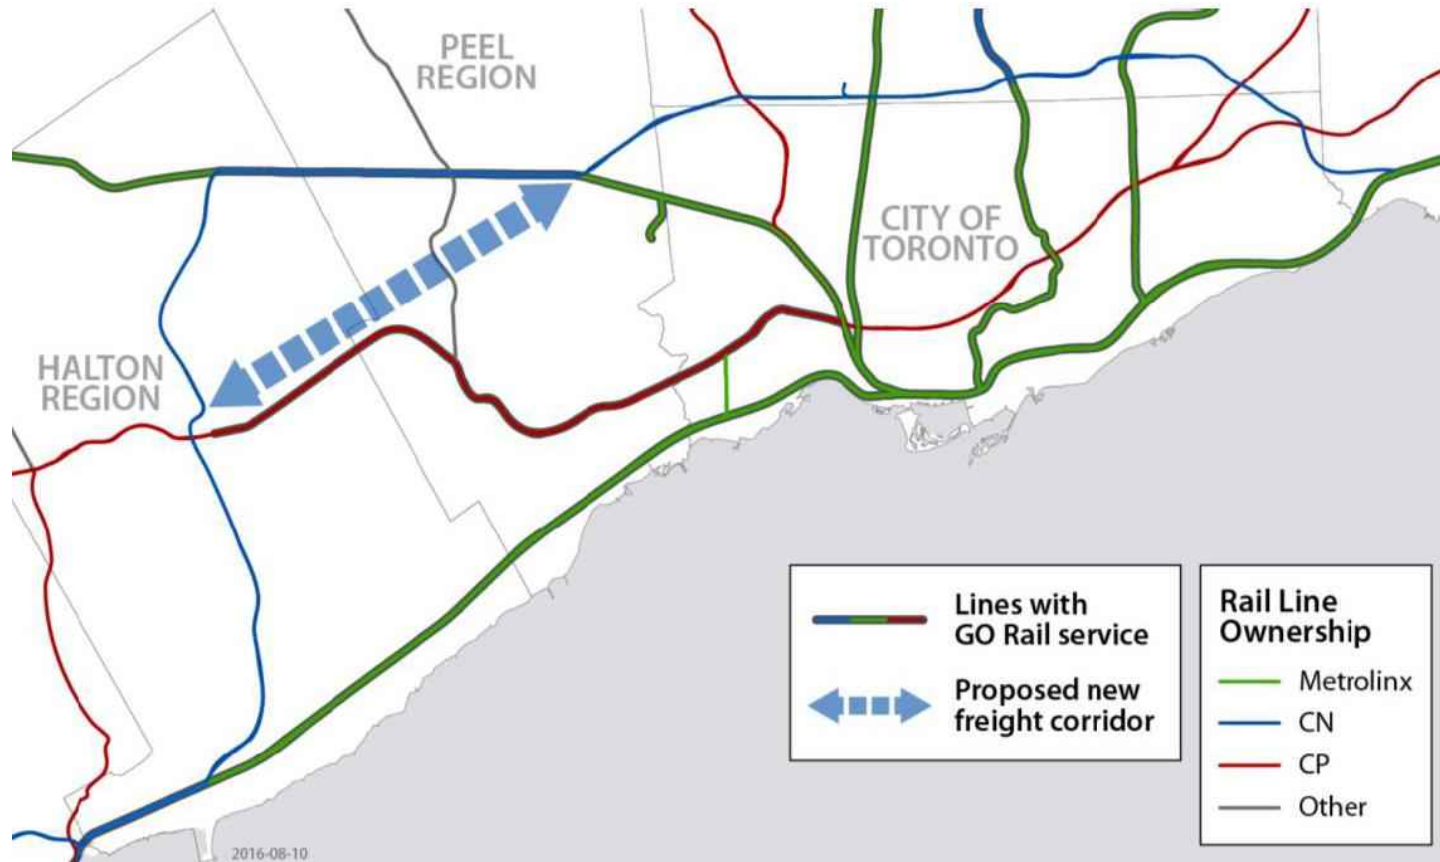 PEEL
REGION
CITY OF
TORONTO
HALTON
REGION
Lines with
GO Rail service
Proposed new
freight corridor
Rail Line
Ownership
Metrolinx
CN
CP
Other
2016-08-10